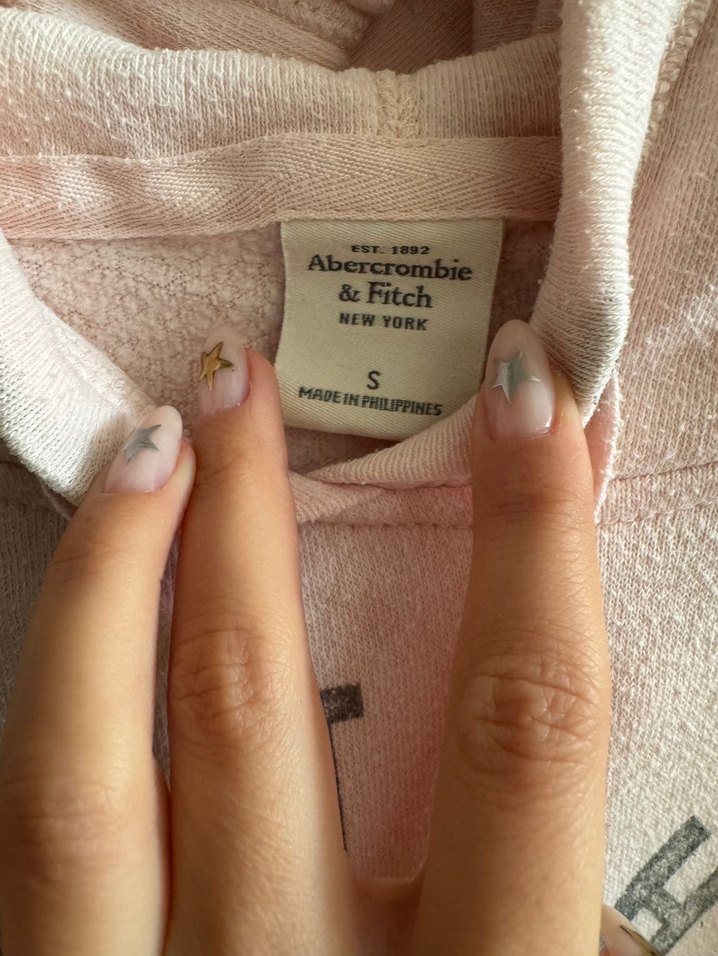 EST. 1892
Abercrombie
& Fitch
NEW YORK
S
MADE IN PHILIPPINES